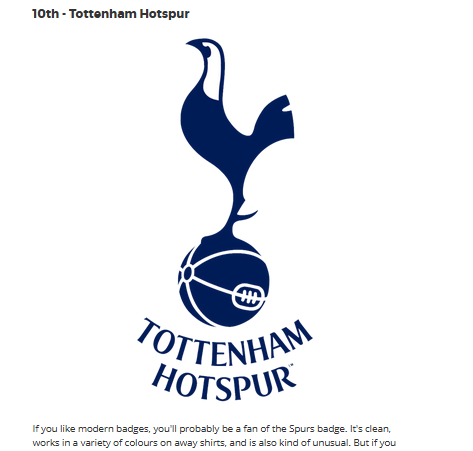 10th - Tottenham Hotspur
TOTTENHAM
HOTSPUR
If you like modern badges, you'll probably be a fan of the Spurs badge. It's clean,
works in a variety of colours on away shirts, and is also kind of unusual. But if you